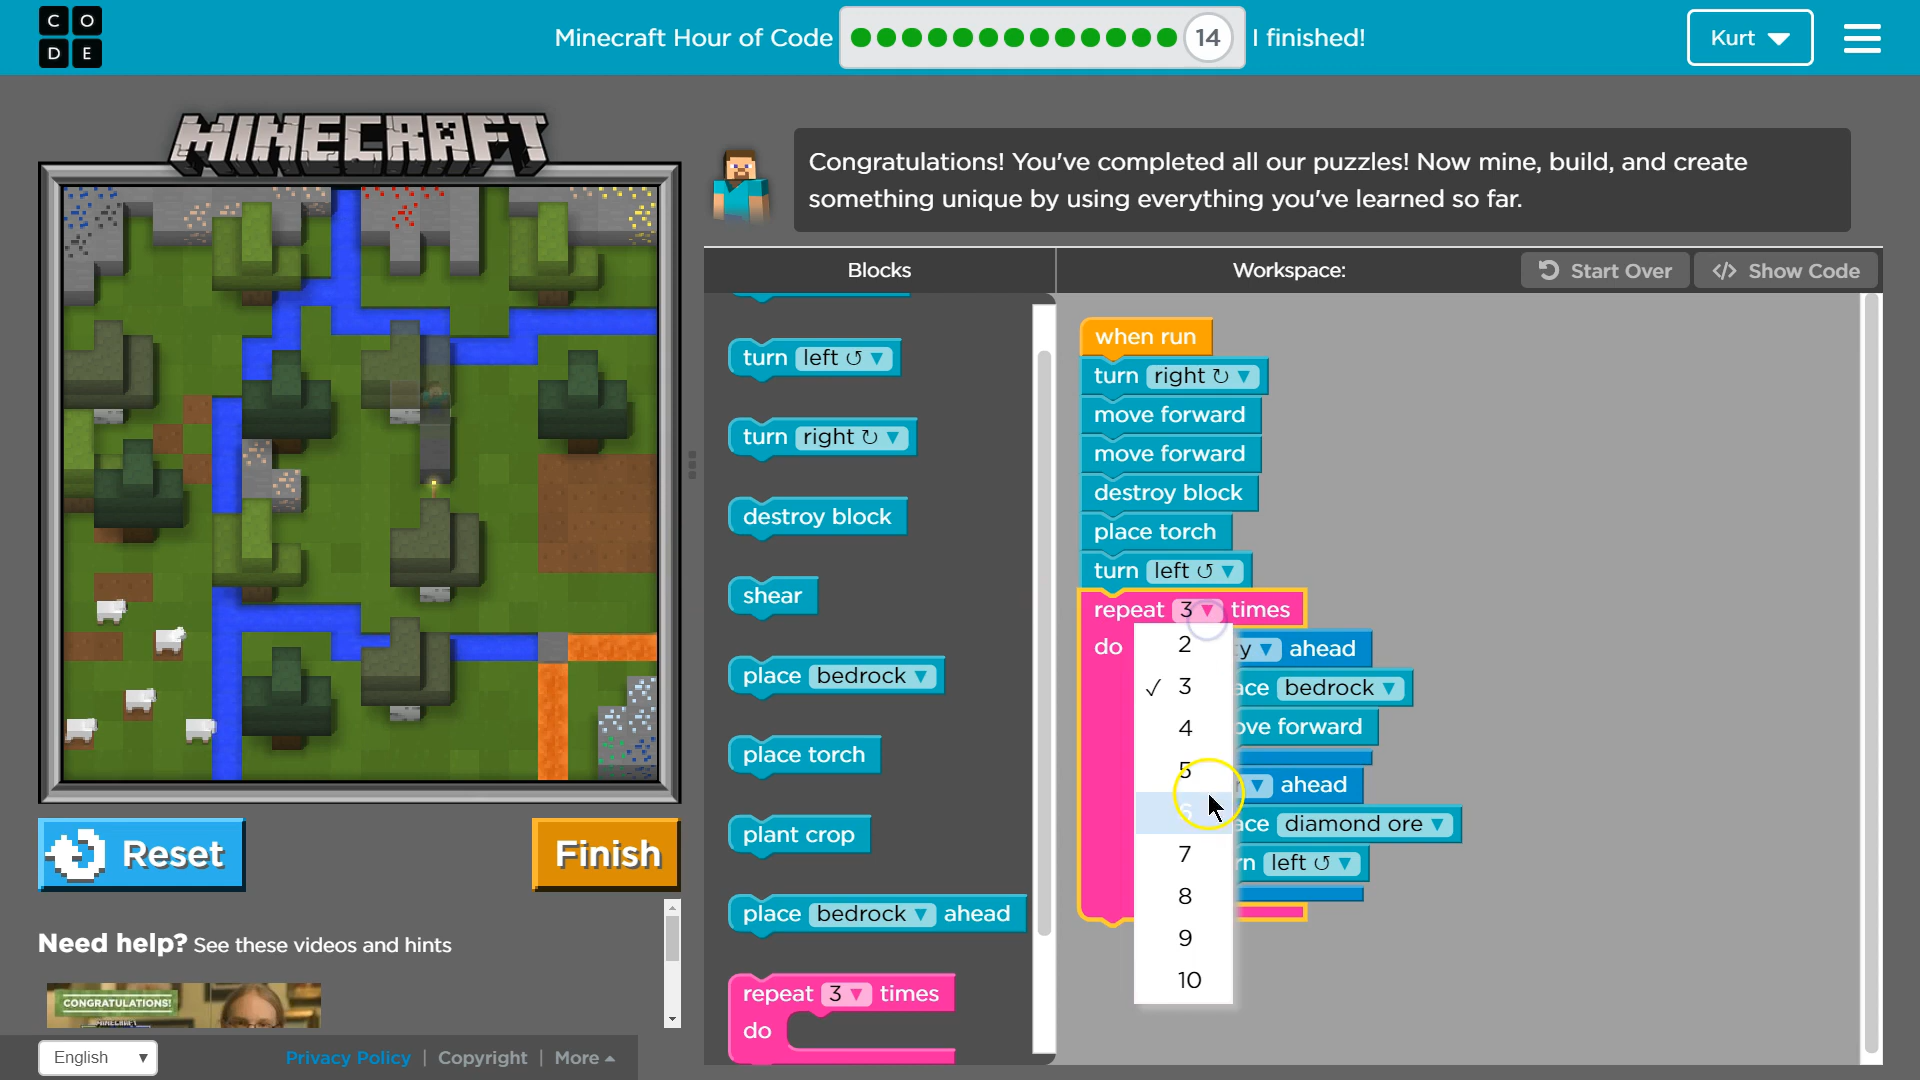 C O
D E
Minecraft Hour of Code
14
I finished!
Kurt
MINECRAFT
Congratulations! You've completed all our puzzles! Now mine, build, and create
something unique by using everything you've learned so far.
Blocks
Workspace:
Start Over
Show Code
turn left ↺ ▼
turn right ↻ ▼
destroy block
shear
place bedrock ▼
place torch
plant crop
place bedrock ▼ ahead
repeat 3 ▼ times
do
when run
turn right ↻ ▼
move forward
move forward
destroy block
place torch
turn left ↺ ▼
repeat 3 ▼ times
do
2
✓ 3
4
5
6
7
8
9
10
ahead
bedrock ▼
forward
ahead
diamond ore ▼
left ↺ ▼
Reset
Finish
Need help? See these videos and hints
CONGRATULATIONS!
MINECRAFT
English ▼
Privacy Policy | Copyright | More